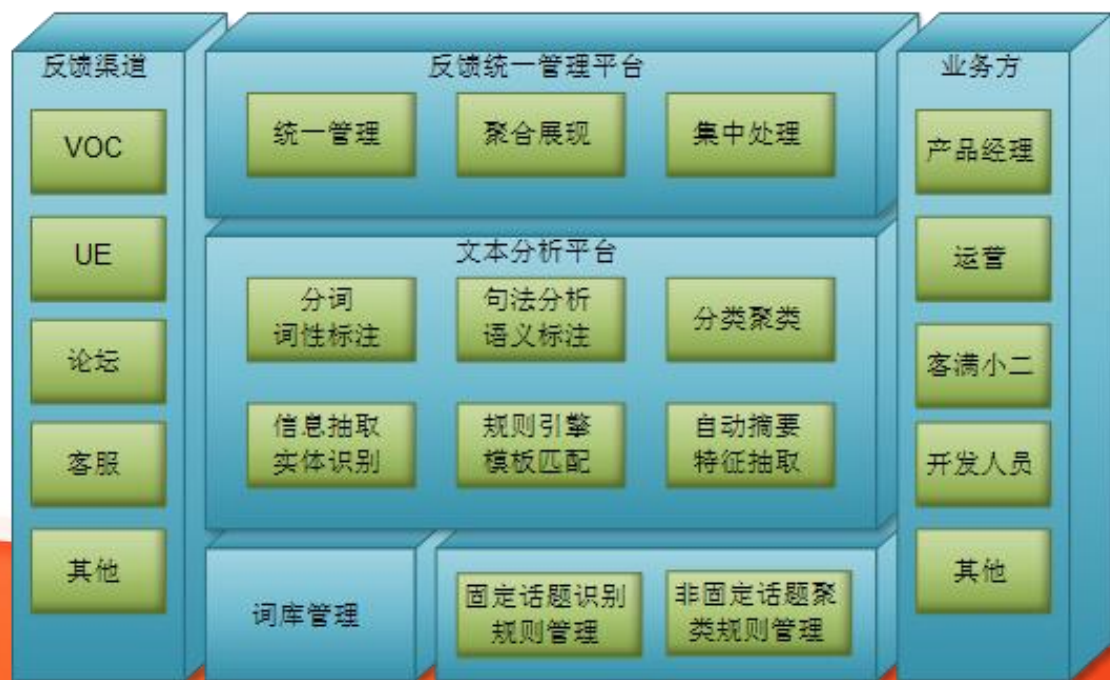 反馈渠道
VOC
UE
论坛
客服
其他
反馈统一管理平台
统一管理
聚合展现
集中处理
文本分析平台
分词
词性标注
句法分析
语义标注
分类聚类
信息抽取
实体识别
规则引擎
模板匹配
自动摘要
特征抽取
词库管理
固定话题识别
规则管理
非固定话题聚
类规则管理
业务方
产品经理
运营
客满小二
开发人员
其他